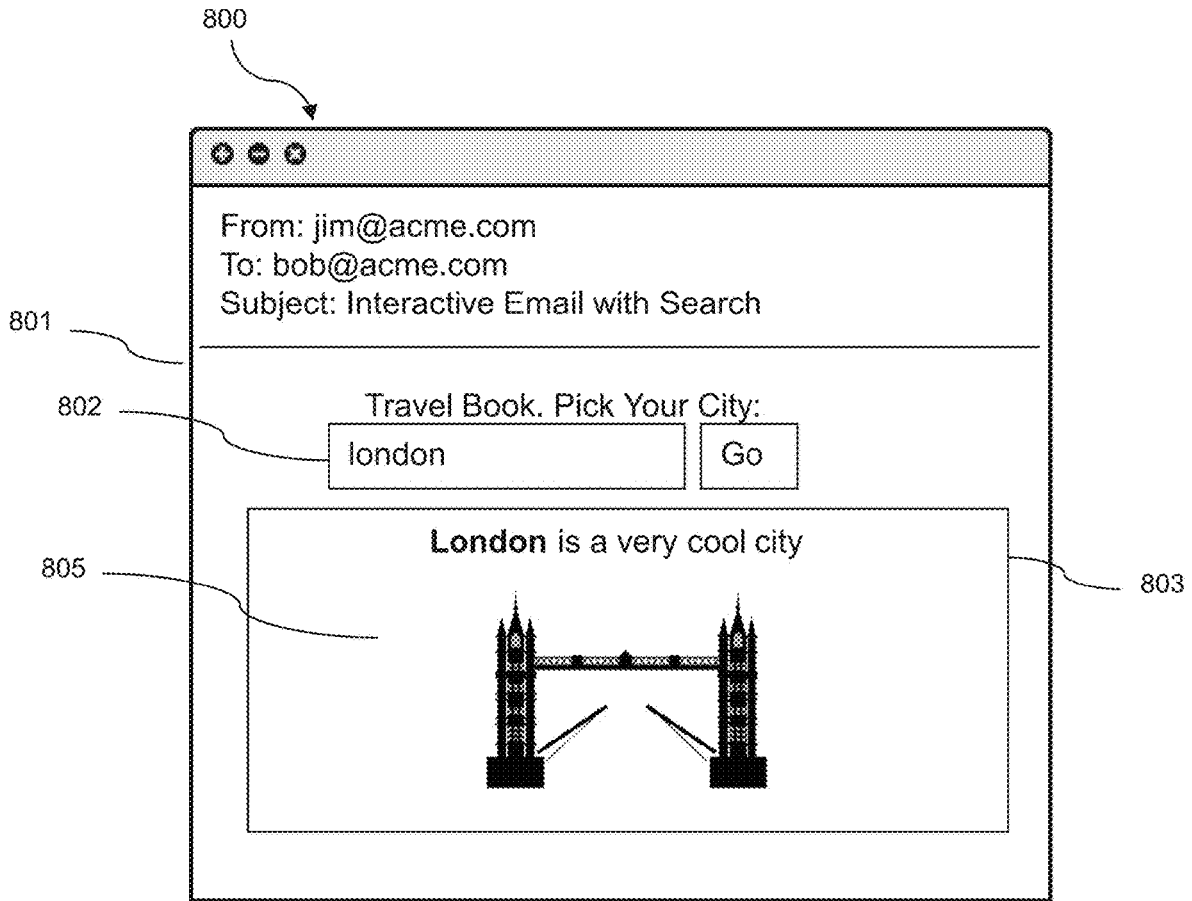 800
From: jim@acme.com
To: bob@acme.com
Subject: Interactive Email with Search
801
802
Travel Book. Pick Your City:
london Go
London is a very cool city
805
803